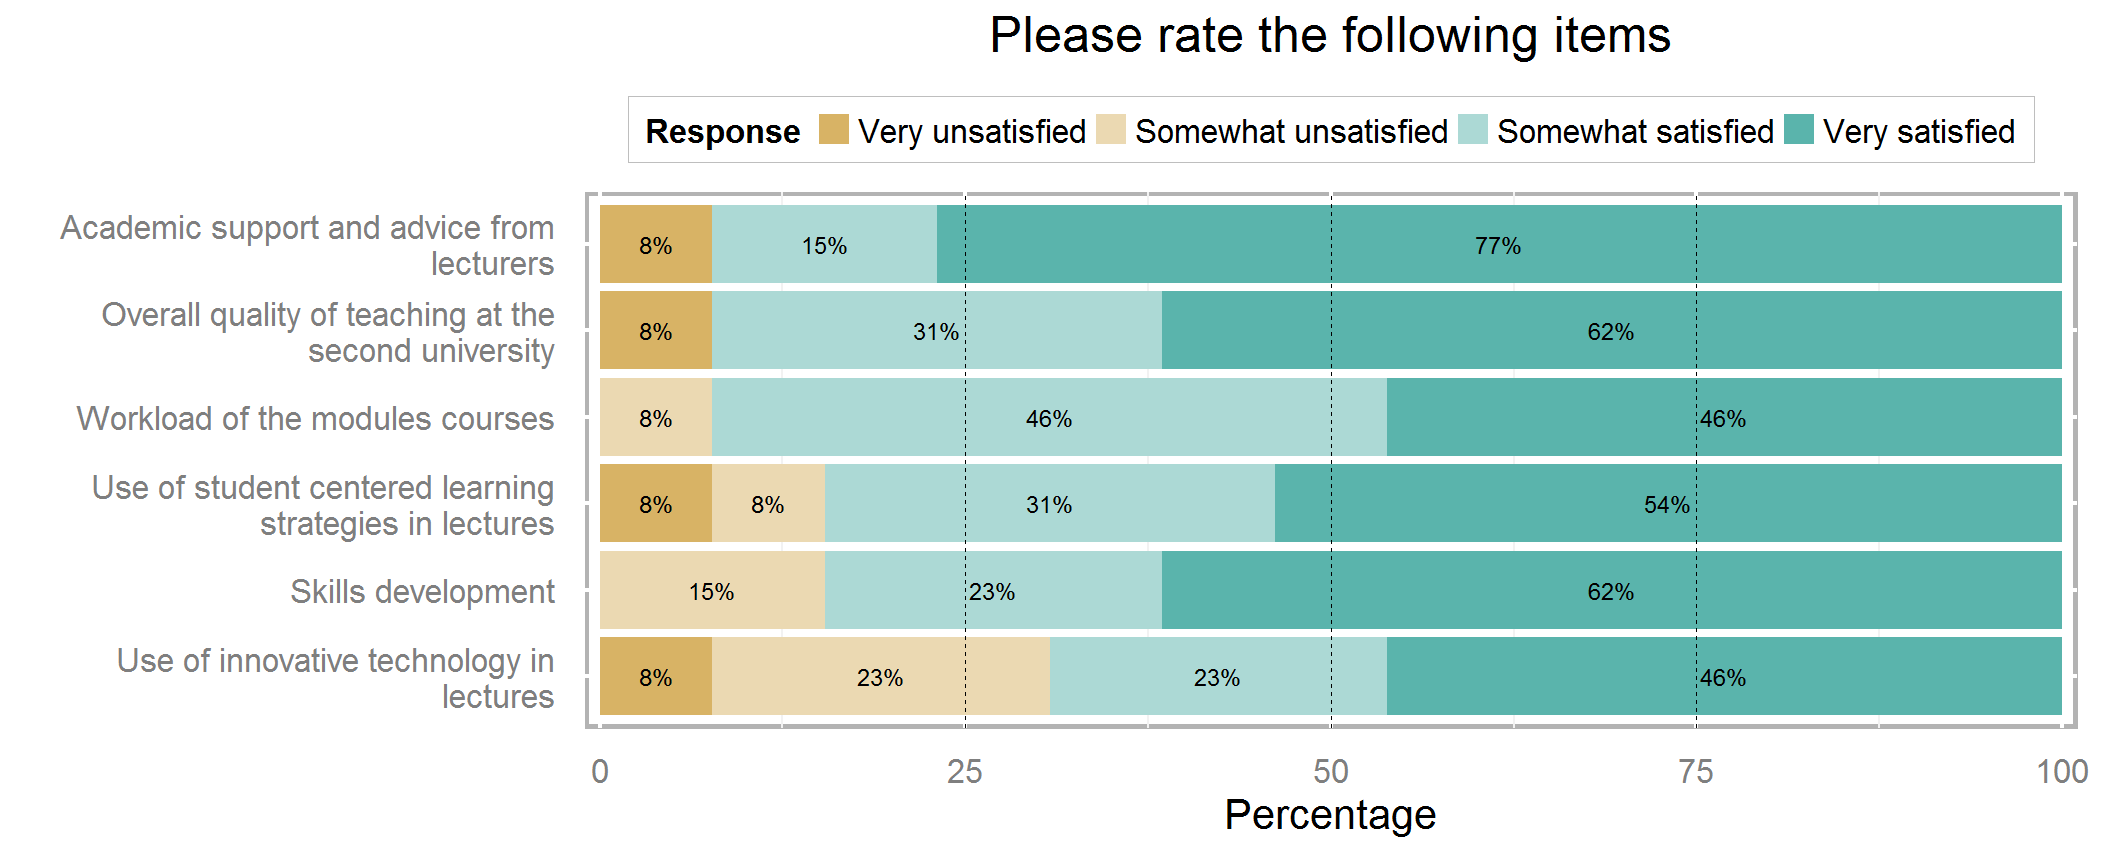 Please rate the following items
Response Very unsatisfied Somewhat unsatisfied Somewhat satisfied Very satisfied
Academic support and advice from
lecturers
8% 15% 77%
Overall quality of teaching at the
second university
8% 31% 62%
Workload of the modules courses
8% 46% 46%
Use of student centered learning
strategies in lectures
8% 8% 31% 54%
Skills development
15% 23% 62%
Use of innovative technology in
lectures
8% 23% 23% 46%
0 25 50 75 100
Percentage